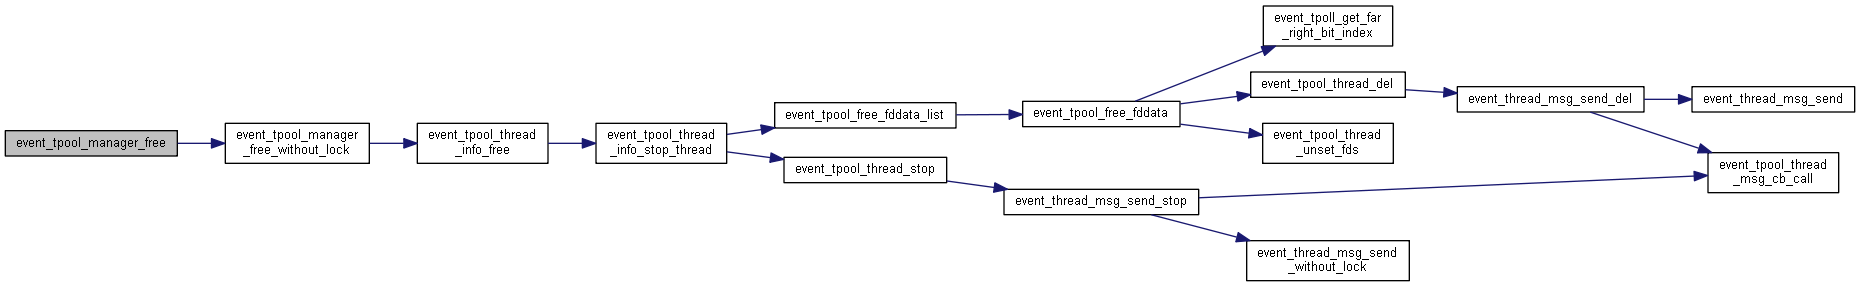 event_tpool_manager_free
event_tpool_manager
_free_without_lock
event_tpool_thread
_info_free
event_tpool_thread
_info_stop_thread
event_tpool_free_fddata_list
event_tpool_thread_stop
event_tpool_free_fddata
event_thread_msg_send_stop
event_tpoll_get_far
_right_bit_index
event_tpool_thread_del
event_tpool_thread
_unset_fds
event_thread_msg_send
_without_lock
event_thread_msg_send_del
event_thread_msg_send
event_tpool_thread
_msg_cb_call